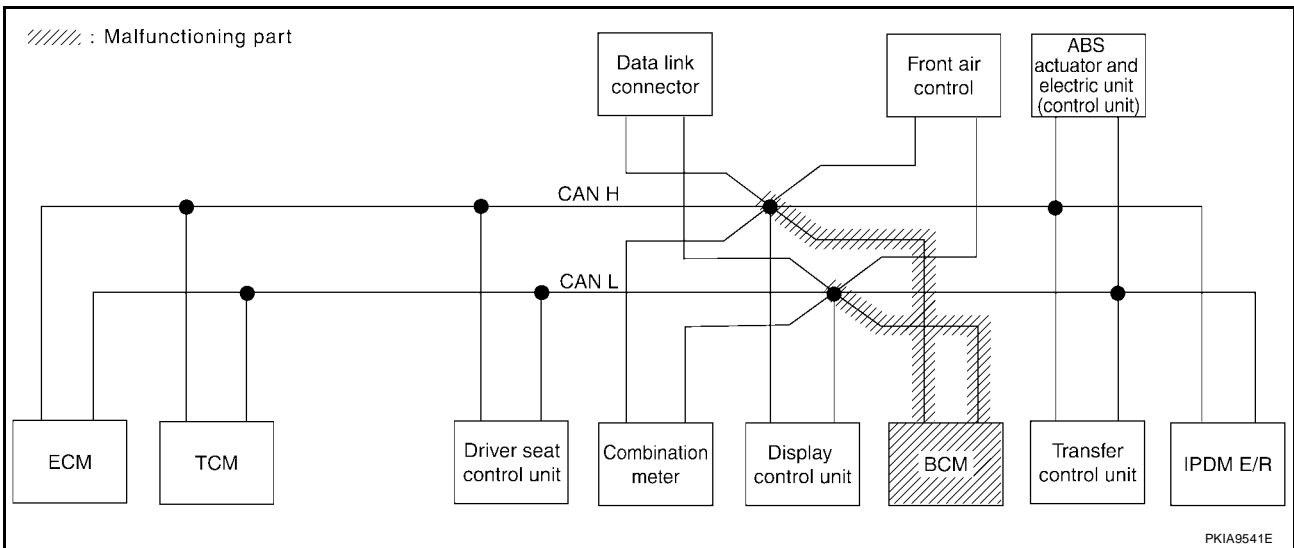 : Malfunctioning part
Data link
connector
Front air
control
ABS
actuator and
electric unit
(control unit)
CAN H
CAN L
ECM
TCM
Driver seat
control unit
Combination
meter
Display
control unit
BCM
Transfer
control unit
IPDM E/R
PKIA9541E